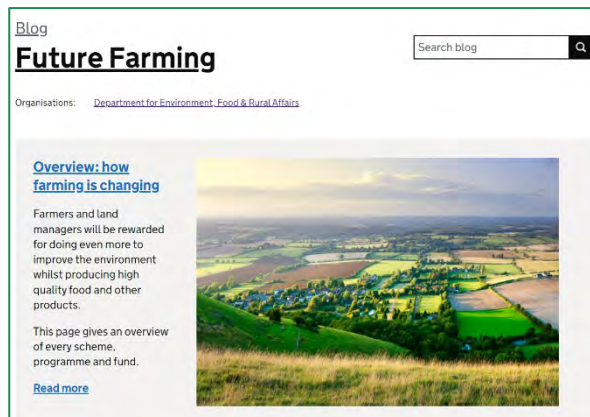 Blog
Future Farming
Search blog
Organisations: Department for Environment, Food & Rural Affairs
Overview: how
farming is changing
Farmers and land
managers will be rewarded
for doing even more to
improve the environment
whilst producing high
quality food and other
products.
This page gives an overview
of every scheme,
programme and fund.
Read more